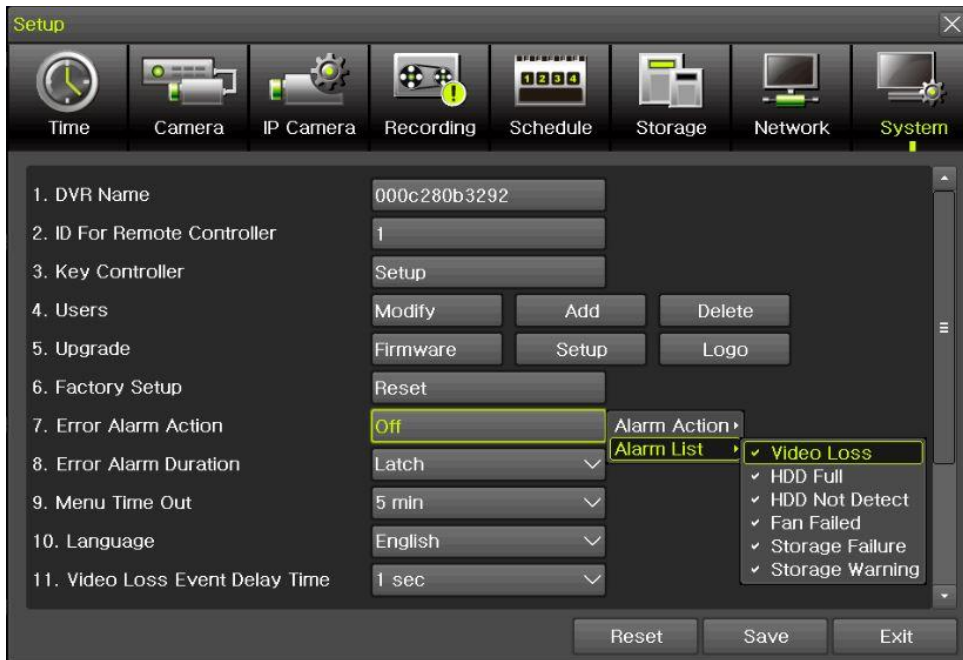 Setup
Time Camera IP Camera Recording Schedule Storage Network System
1. DVR Name 000c280b3292
2. ID For Remote Controller 1
3. Key Controller Setup
4. Users Modify Add Delete
5. Upgrade Firmware Setup Logo
6. Factory Setup Reset
7. Error Alarm Action Off Alarm Action
Alarm List Video Loss
8. Error Alarm Duration Latch HDD Full
9. Menu Time Out 5 min HDD Not Detect
Fan Failed
10. Language English Storage Failure
11. Video Loss Event Delay Time 1 sec Storage Warning
Reset Save Exit